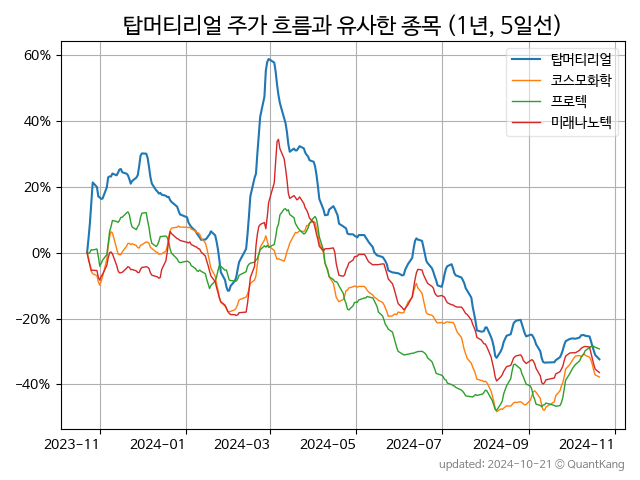 탑머티리얼 주가 흐름과 유사한 종목 (1년, 5일선)
탑머티리얼
코스모화학
프로텍
미래나노텍
60%
40%
20%
0%
−20%
−40%
2023−11
2024−01
2024−03
2024−05
2024−07
2024−09
2024−11
updated: 2024-10-21 © QuantKang